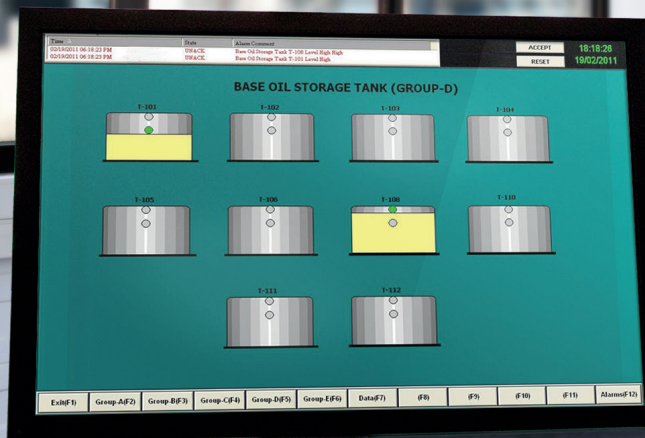 Time State Alarm Comment
02/19/2011 06:18:23 PM UNACK Base Oil Storage Tank T-108 Level High High
02/19/2011 06:18:23 PM UNACK Base Oil Storage Tank T-101 Level High
ACCEPT 18:18:26
RESET 19/02/2011
BASE OIL STORAGE TANK (GROUP-D)
T-101 T-102 T-103 T-104
T-105 T-106 T-108 T-110
T-111 T-112
Exit(F1) Group-A(F2) Group-B(F3) Group-C(F4) Group-D(F5) Group-E(F6) Data(F7) (F8) (F9) (F10) (F11) Alarms(F12)